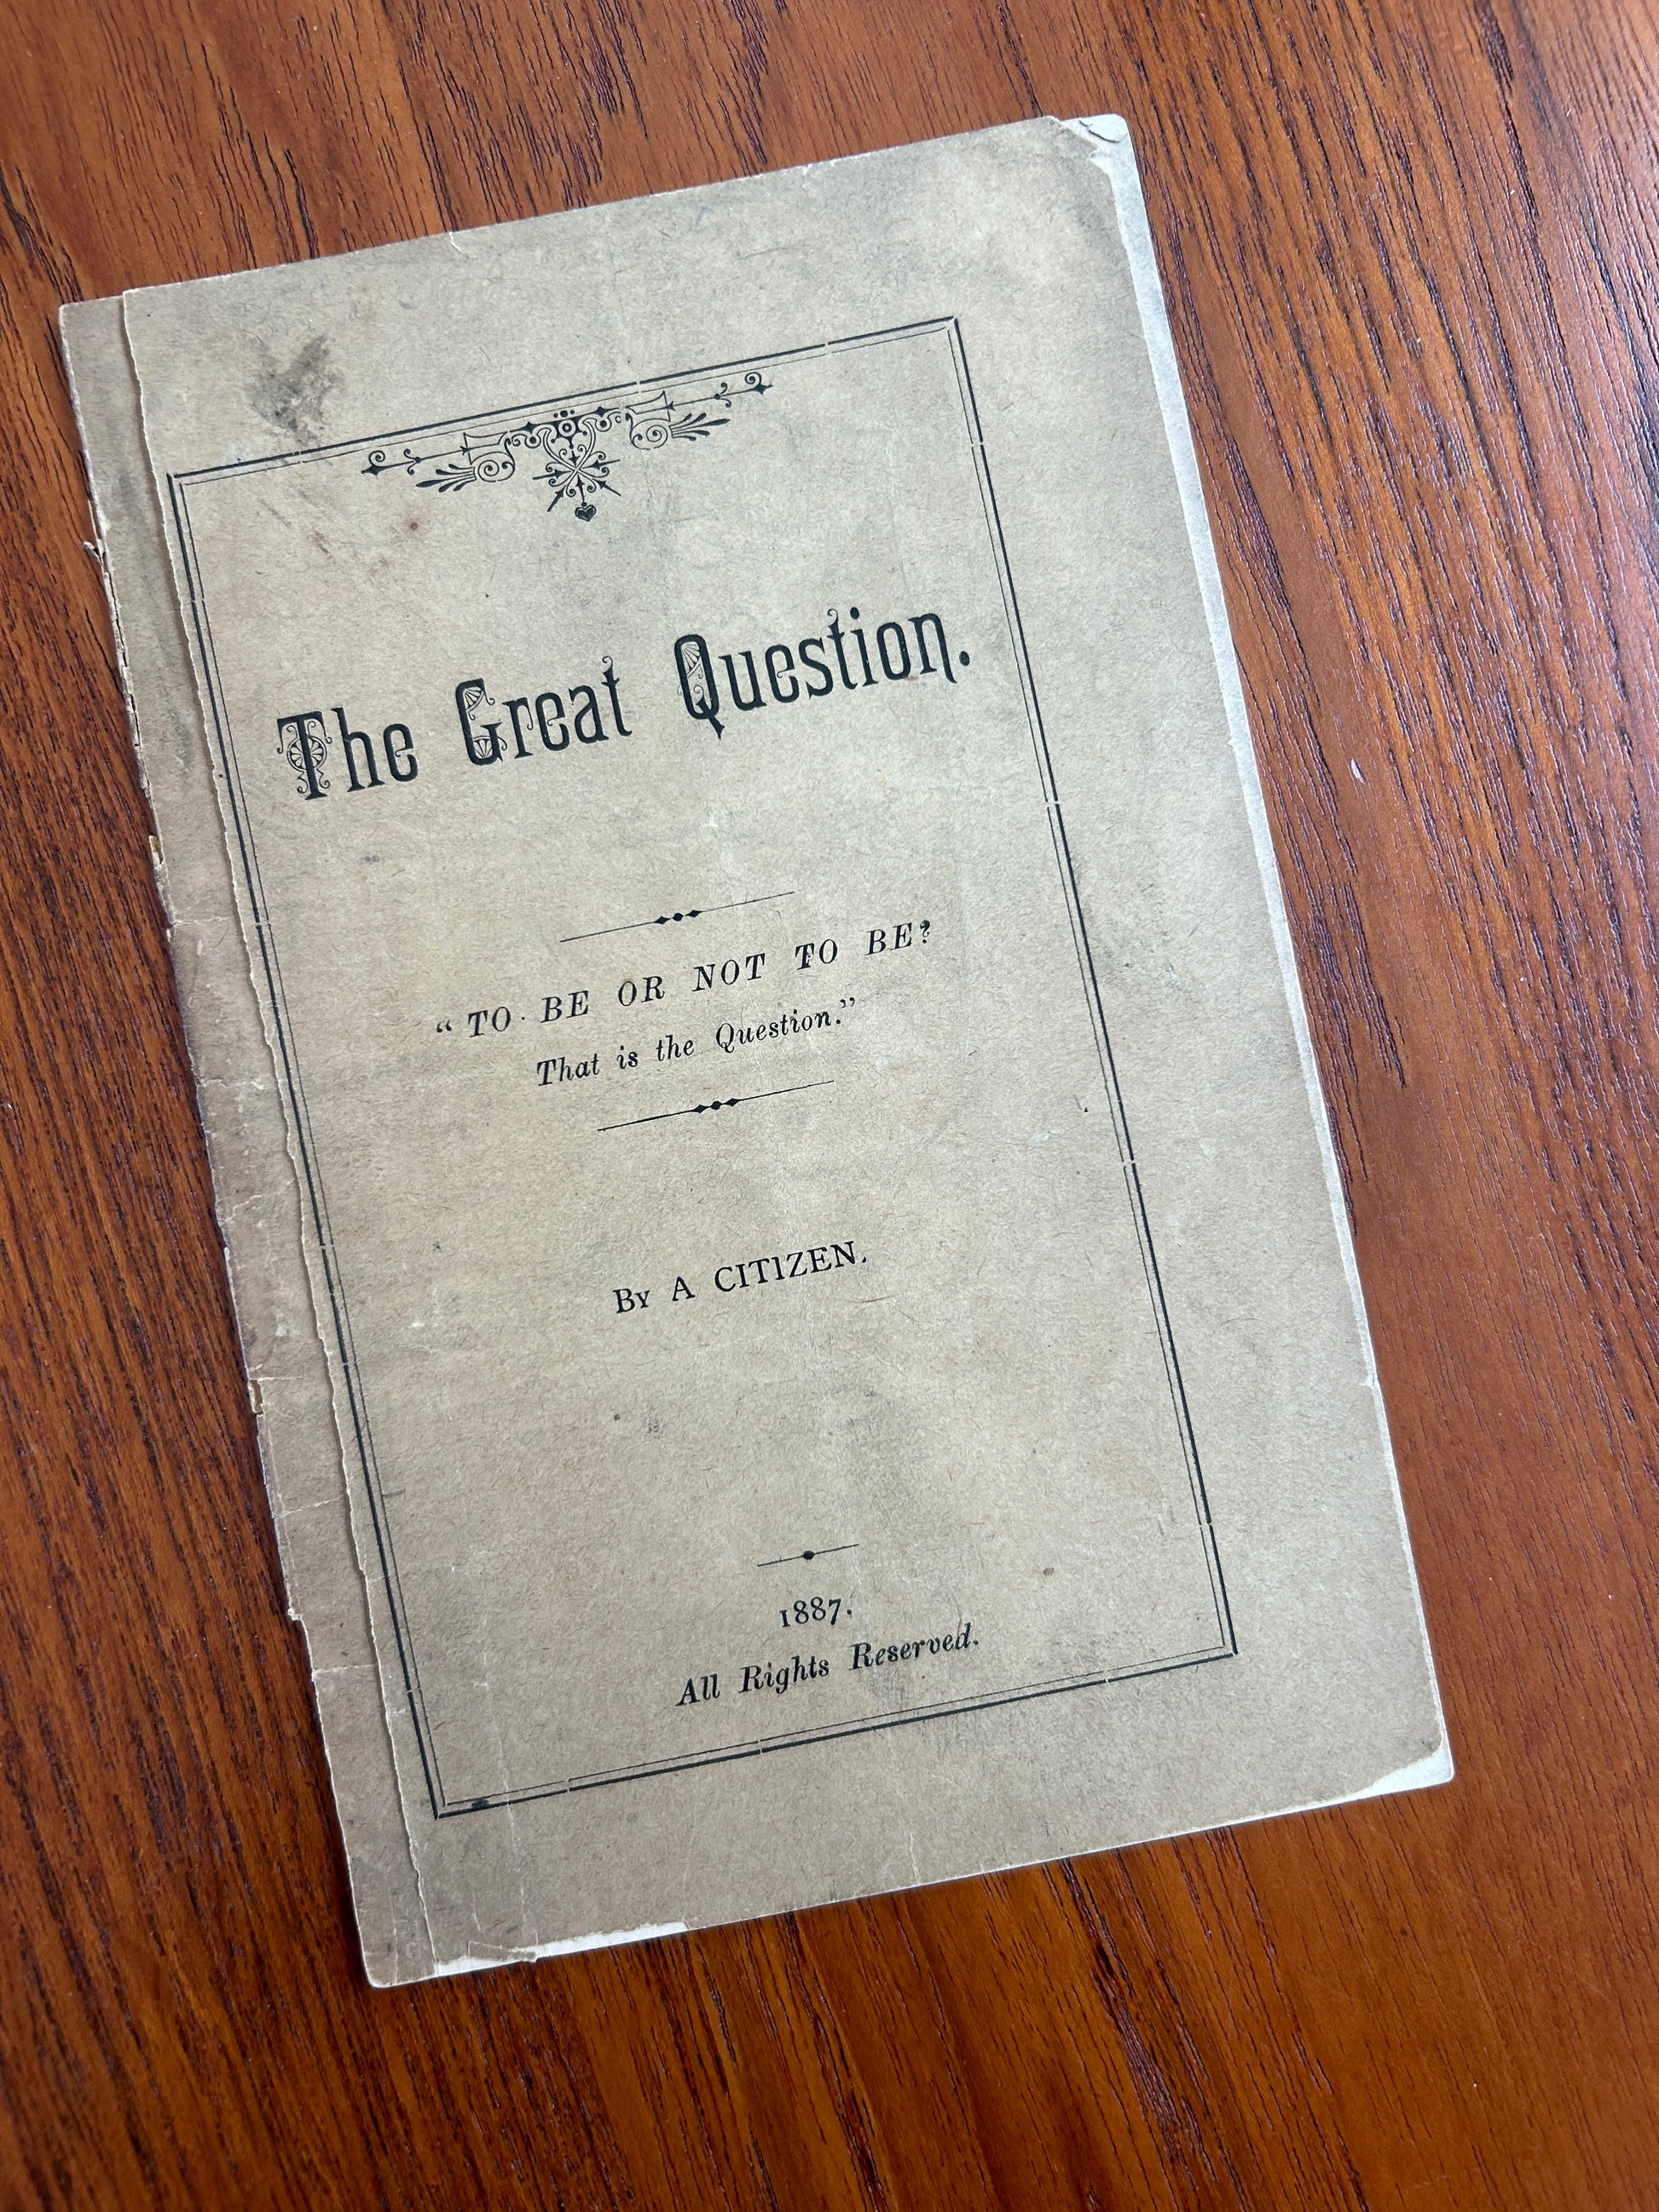 The Great Question.
“ TO BE OR NOT TO BE?
That is the Question.”
By A CITIZEN.
1887.
All Rights Reserved.